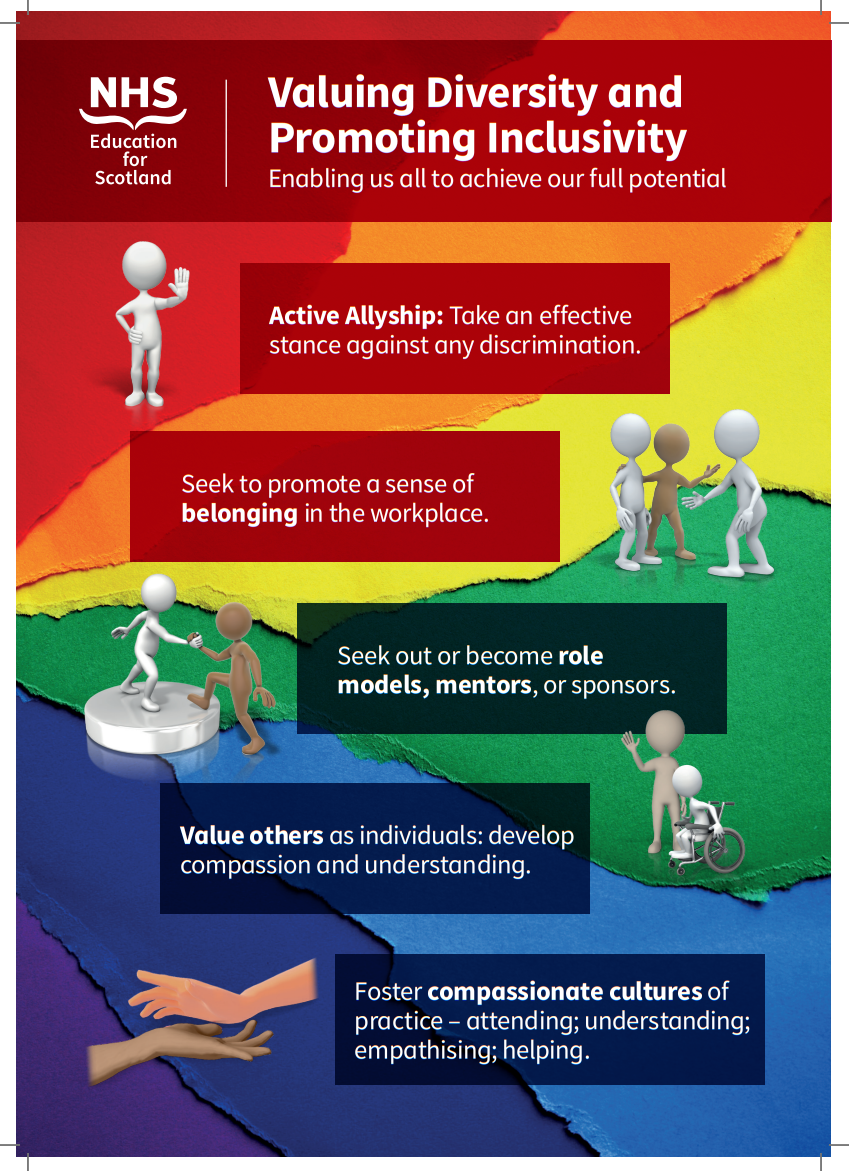 NHS
Education
for
Scotland
Valuing Diversity and
Promoting Inclusivity
Enabling us all to achieve our full potential
Active Allyship: Take an effective
stance against any discrimination.
Seek to promote a sense of
belonging in the workplace.
Seek out or become role
models, mentors, or sponsors.
Value others as individuals: develop
compassion and understanding.
Foster compassionate cultures of
practice – attending; understanding;
empathising; helping.